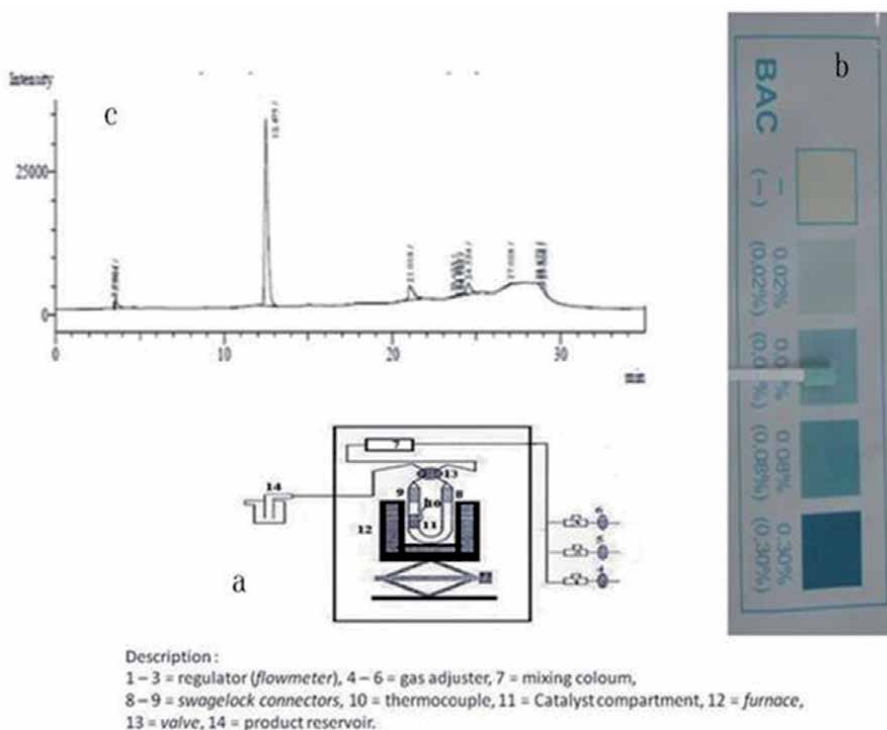 Intensity
c
25000
0
0
10
20
30
b
BAC
—
(—)
0.02%
(0.02%)
0.08%
(0.08%)
0.30%
(0.30%)
a
7
13
14
9
8
10
11
12
6
5
4
Description :
1 – 3 = regulator (flowmeter), 4 – 6 = gas adjuster, 7 = mixing coloum,
8 – 9 = swagelock connectors, 10 = thermocouple, 11 = Catalyst compartment, 12 = furnace,
13 = valve, 14 = product reservoir.